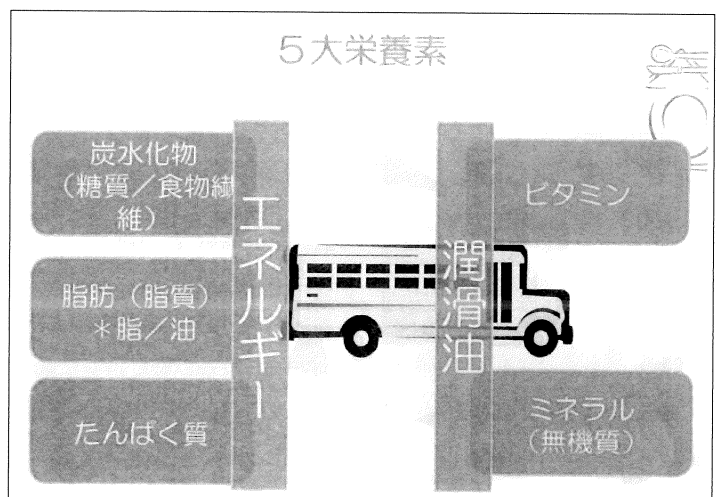 5大栄養素
炭水化物
(糖質/食物繊
維)
脂肪(脂質)
*脂/油
たんぱく質
エネルギー
潤滑油
ビタミン
ミネラル
(無機質)